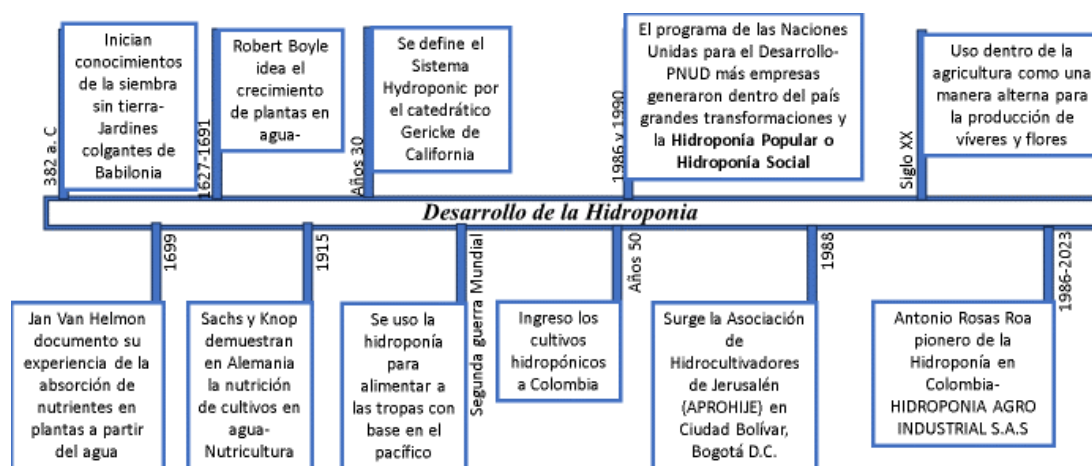 Inician
conocimientos
de la siembra
sin tierra-
Jardines
colgantes de
Babilonia
382 a. C
Robert Boyle
idea el
crecimiento
de plantas en
agua-
1627-1691
Se define el
Sistema
Hydroponic por
el catedrático
Gericke de
California
Años 30
El programa de las Naciones
Unidas para el Desarrollo-
PNUD más empresas
generaron dentro del país
grandes transformaciones y
la Hidroponía Popular o
Hidroponía Social
1986 y 1990
Uso dentro de la
agricultura como una
manera alterna para
la producción de
víveres y flores
Siglo XX
Desarrollo de la Hidroponia
1699
Jan Van Helmon
documento su
experiencia de la
absorción de
nutrientes en
plantas a partir
del agua
1915
Sachs y Knop
demuestran
en Alemania
la nutrición
de cultivos en
agua-
Nutricultura
Segunda guerra Mundial
Se uso la
hidroponía
para
alimentar a
las tropas con
base en el
pacífico
Años 50
Ingreso los
cultivos
hidropónicos
a Colombia
1988
Surge la Asociación
de
Hidrocultivadores
de Jerusalén
(APROHIJE) en
Ciudad Bolívar,
Bogotá D.C.
1986-2023
Antonio Rosas Roa
pionero de la
Hidroponía en
Colombia-
HIDROPONIA AGRO
INDUSTRIAL S.A.S